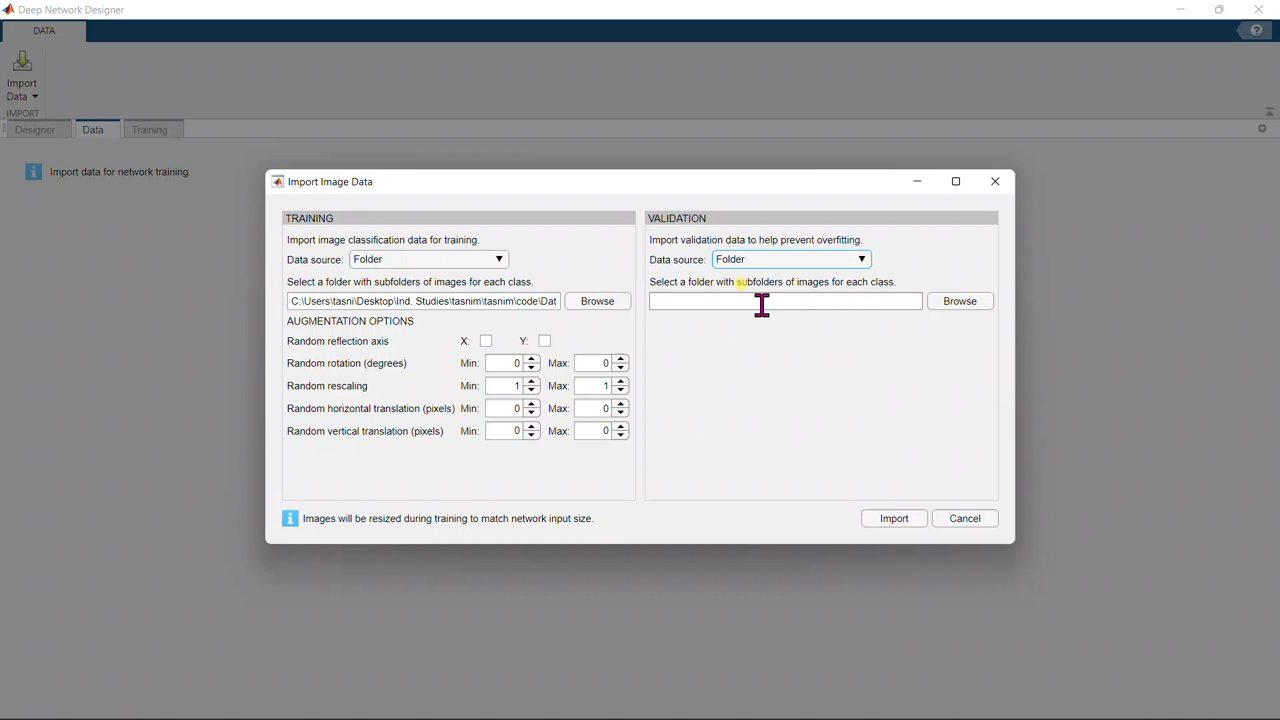 Deep Network Designer
DATA
?
Import
Data
IMPORT
Designer
Data
Training
i Import data for network training.
Import Image Data
TRAINING
Import image classification data for training.
Data source: Folder
Select a folder with subfolders of images for each class.
C:\Users\tasni\Desktop\Ind. Studies\tasnim\tasnim\code\Dat Browse
AUGMENTATION OPTIONS
Random reflection axis X: Y:
Random rotation (degrees) Min: 0 Max: 0
Random rescaling Min: 1 Max: 1
Random horizontal translation (pixels) Min: 0 Max: 0
Random vertical translation (pixels) Min: 0 Max: 0
VALIDATION
Import validation data to help prevent overfitting.
Data source: Folder
Select a folder with subfolders of images for each class.
Browse
i Images will be resized during training to match network input size.
Import Cancel